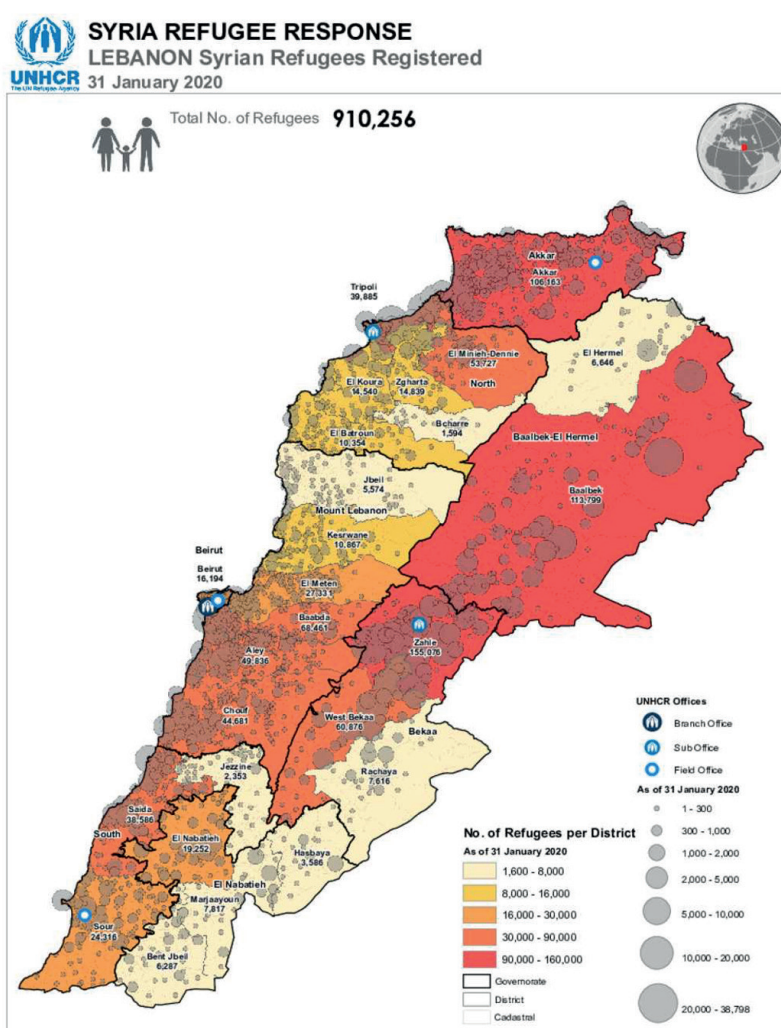 SYRIA REFUGEE RESPONSE
LEBANON Syrian Refugees Registered
31 January 2020
UNHCR
The UN Refugee Agency
Total No. of Refugees 910,256
Akkar
Akkar
106,163
Tripoli
39,885
El Hermel
6,646
El Minieh-Dennie
53,727
El Koura
14,540
Zgharta
14,839
North
Bcharre
1,594
El Batroun
10,354
Baalbek-El Hermel
Jbeil
5,574
Baalbek
113,799
Mount Lebanon
Kesrwane
10,867
Beirut
Beirut
16,194
El Meten
27,331
Baabda
68,461
Zahle
155,076
Aley
49,836
Chouf
44,681
West Bekaa
60,876
Bekaa
Rachaya
7,616
Jezzine
2,353
Saida
38,586
South
El Nabatieh
19,252
Hasbaya
3,586
El Nabatieh
Marjaayoun
7,817
Sour
24,316
Bent Jbeil
6,287
UNHCR Offices
Branch Office
Sub Office
Field Office
As of 31 January 2020
1 - 300
300 - 1,000
1,000 - 2,000
2,000 - 5,000
5,000 - 10,000
10,000 - 20,000
20,000 - 38,798
No. of Refugees per District
As of 31 January 2020
1,600 - 8,000
8,000 - 16,000
16,000 - 30,000
30,000 - 90,000
90,000 - 160,000
Governorate
District
Cadastral